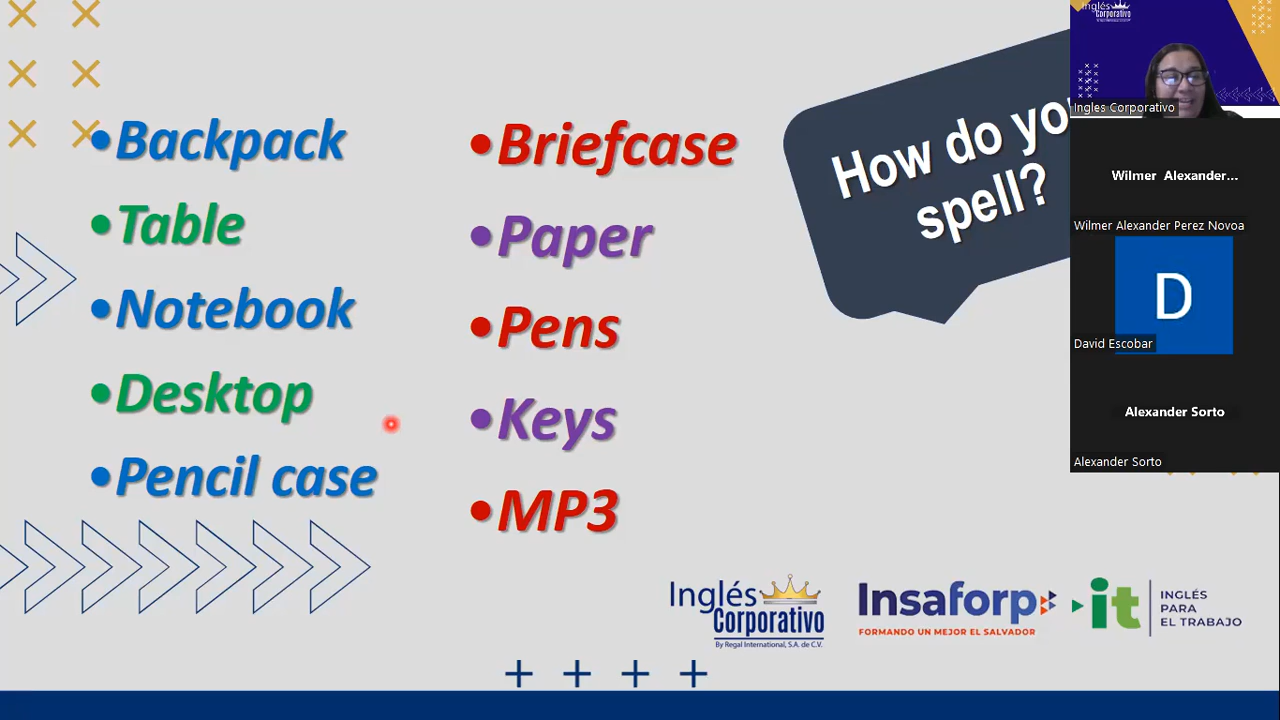 •Backpack
•Table
•Notebook
•Desktop
•Pencil case
•Briefcase
•Paper
•Pens
•Keys
•MP3
How do yo
spell?
Inglés
Corporativo
Ingles Corporativo
Wilmer Alexander...
Wilmer Alexander Perez Novoa
D
David Escobar
Alexander Sorto
Alexander Sorto
Inglés
Corporativo
By Regal International, S.A. de C.V.
Insaforp
FORMANDO UN MEJOR EL SALVADOR
it
INGLÉS
PARA
EL TRABAJO